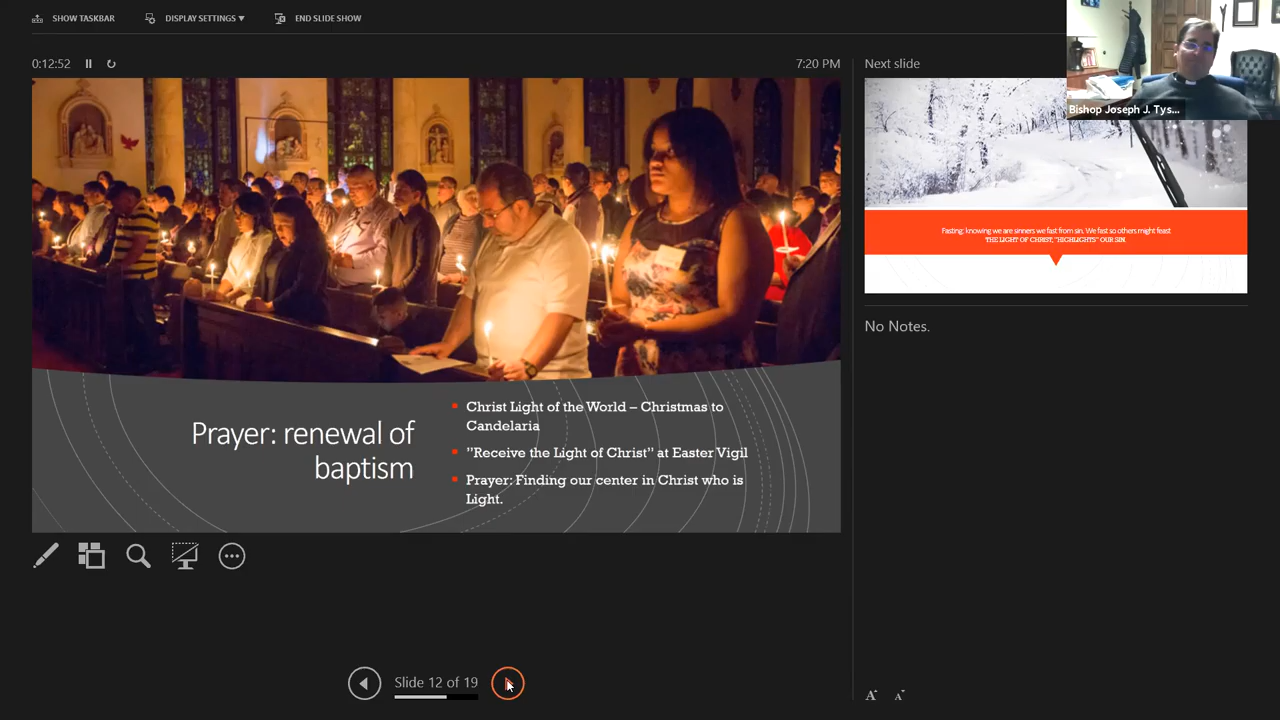 SHOW TASKBAR
DISPLAY SETTINGS ▼
END SLIDE SHOW
0:12:52
7:20 PM
Next slide
Bishop Joseph J. Tys...
Fasting: knowing we are sinners we fast from sin. We fast so others might feast
THE LIGHT OF CHRIST, "HIGHLIGHTS" OUR SIN.
No Notes.
Prayer: renewal of
baptism
Christ Light of the World – Christmas to
Candelaria
”Receive the Light of Christ” at Easter Vigil
Prayer: Finding our center in Christ who is
Light.
Slide 12 of 19
A A